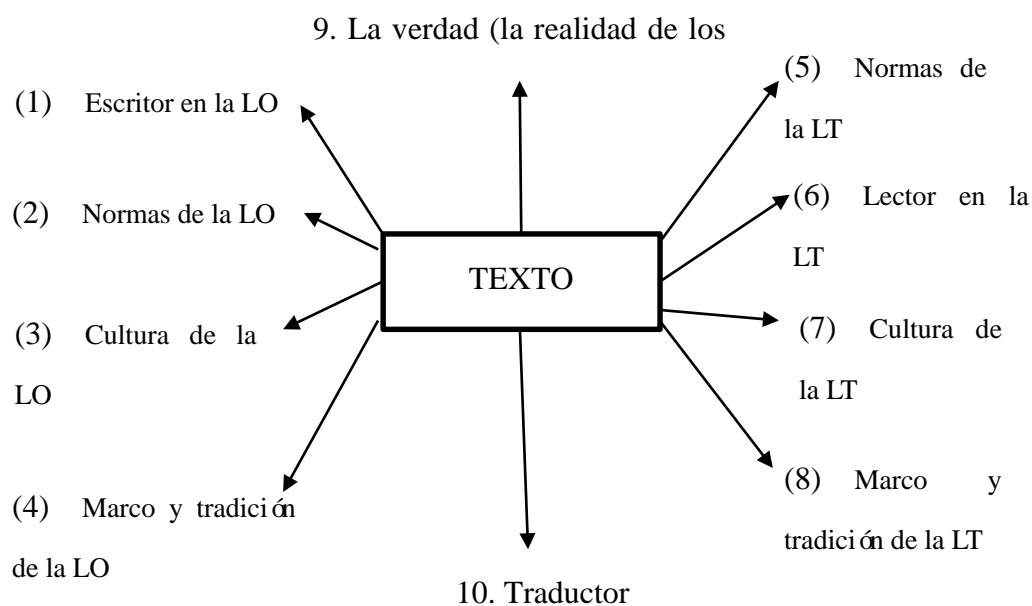 9. La verdad (la realidad de los
(1) Escritor en la LO
(2) Normas de la LO
(3) Cultura de la
LO
(4) Marco y tradición
de la LO
TEXTO
(5) Normas de
la LT
(6) Lector en la
LT
(7) Cultura de
la LT
(8) Marco y
tradición de la LT
10. Traductor